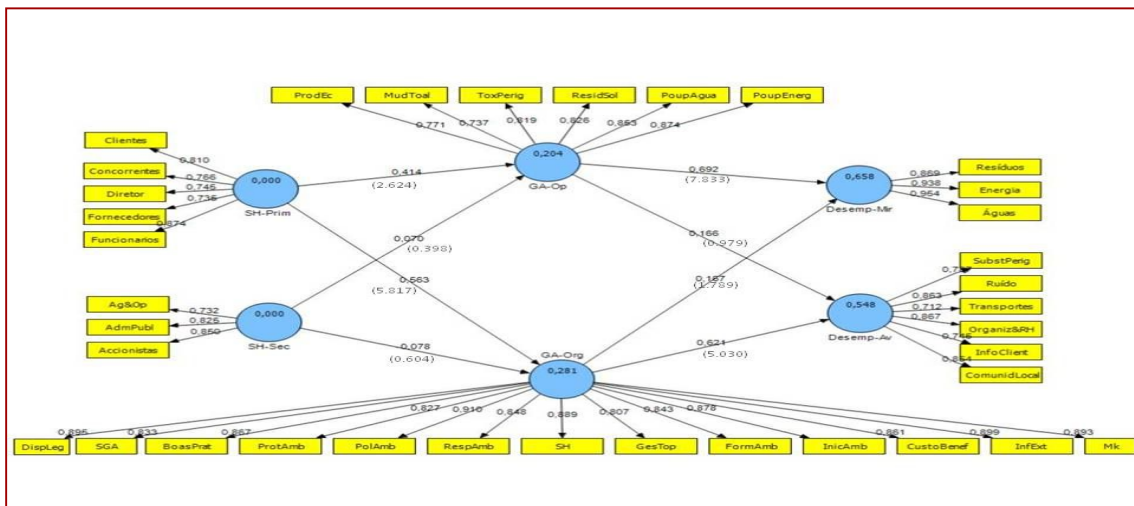 ProdEc MudToal ToxPerig ResidSol PoupAgua PoupEnerg
0,771 0,737 0,819 0,826 0,853 0,874
Clientes
0,810
Concorrentes
0,766
Diretor
0,745
Fornecedores
0,735
Funcionarios
0,874
0,000
SH-Prim
0,414
(2.624)
0,204
GA-Op
0,692
(7.833)
0,658
Desemp-Mr
Resíduos
0,869
Energia
0,938
Águas
0,954
0,070
(0.398)
0,563
(5.817)
0,166
(0.979)
0,167
(1.789)
Ag&Op
0,732
AdmPubl
0,825
Accionistas
0,850
0,000
SH-Sec
0,078
(0.604)
GA-Org
0,281
0,621
(5.030)
0,548
Desemp-Av
SubstPerig
Ruído
0,863
Transportes
0,712
Organiz&RH
0,867
InfoClient
0,745
ComunidLocal
0,895 0,833 0,867 0,827 0,910 0,848 0,889 0,807 0,843 0,878 0,861 0,899 0,893
DispLeg SGA BoasPrat ProtAmb PolAmb RespAmb SH GesTop FormAmb InicAmb CustoBenef InfExt Mk